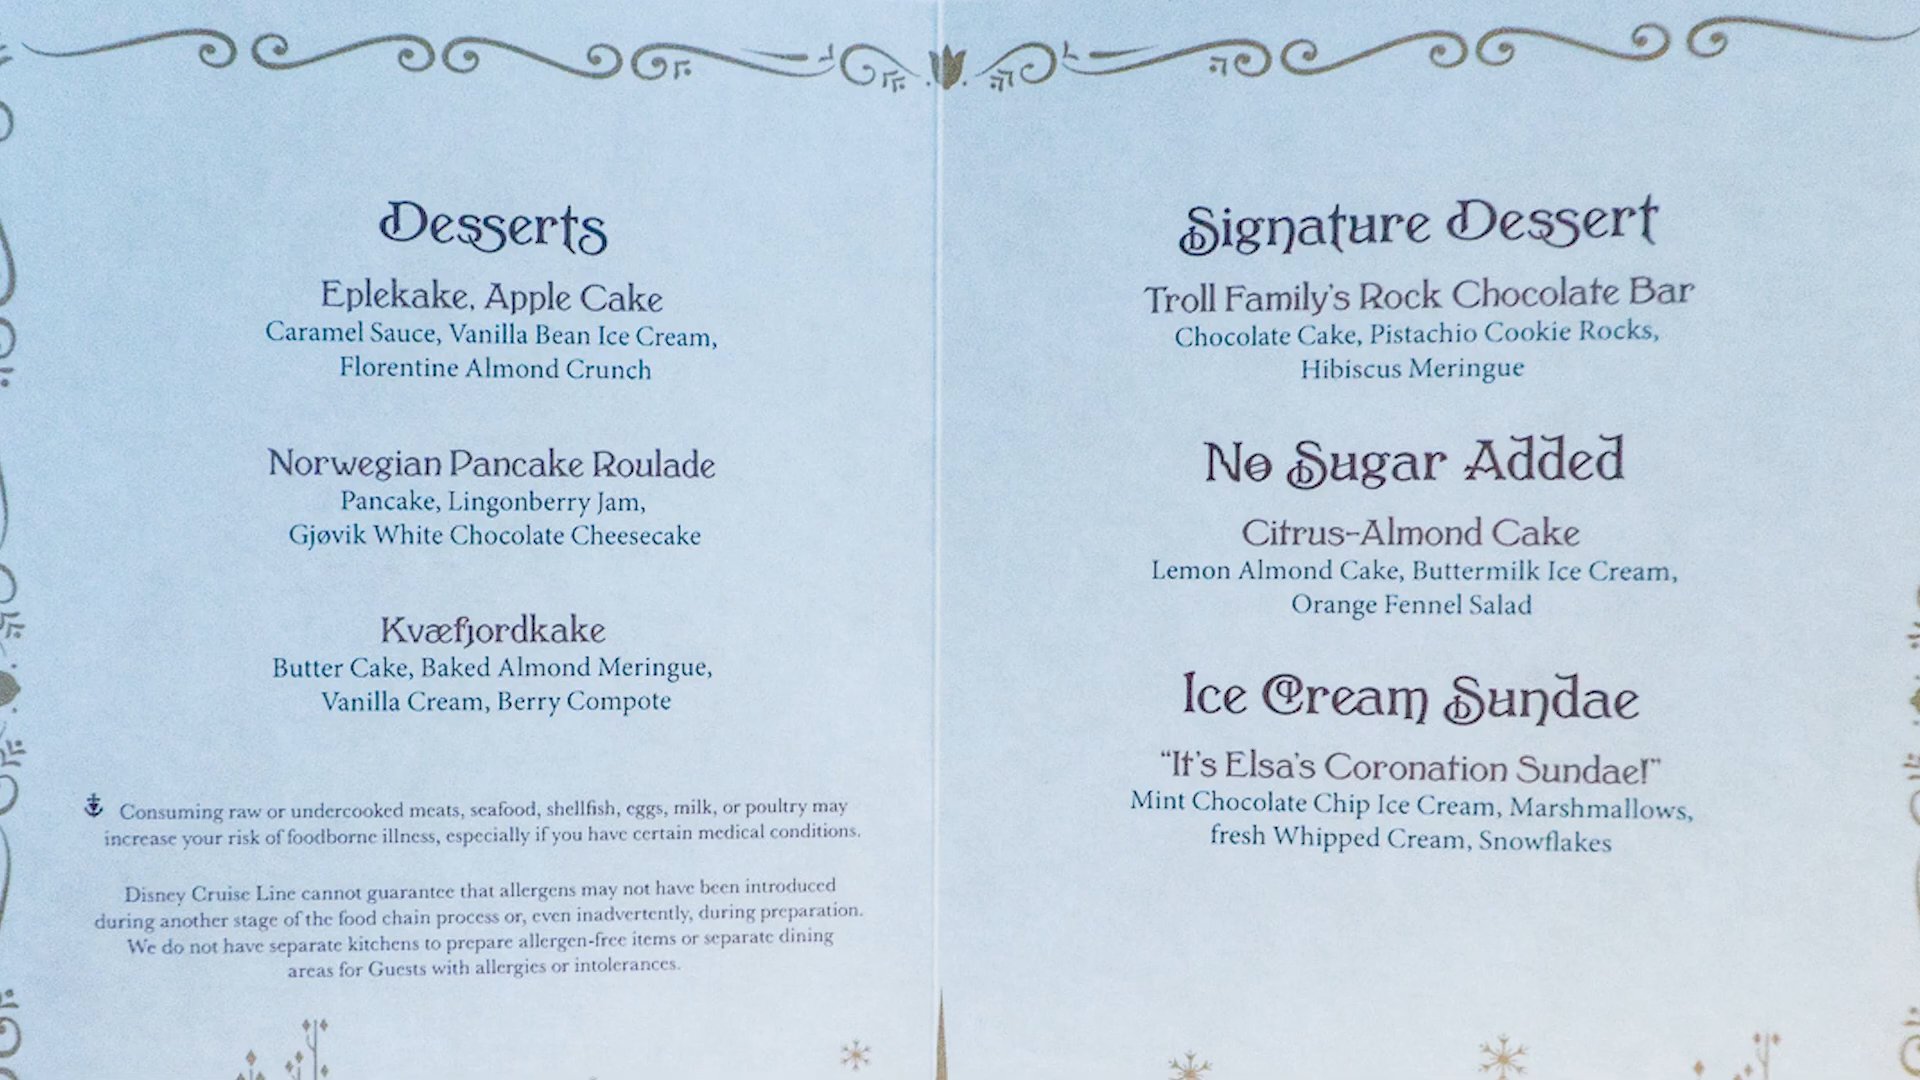 Desserts
Eplekake, Apple Cake
Caramel Sauce, Vanilla Bean Ice Cream,
Florentine Almond Crunch
Norwegian Pancake Roulade
Pancake, Lingonberry Jam,
Gjøvik White Chocolate Cheesecake
Kvæfjordkake
Butter Cake, Baked Almond Meringue,
Vanilla Cream, Berry Compote
Consuming raw or undercooked meats, seafood, shellfish, eggs, milk, or poultry may
increase your risk of foodborne illness, especially if you have certain medical conditions.
Disney Cruise Line cannot guarantee that allergens may not have been introduced
during another stage of the food chain process or, even inadvertently, during preparation.
We do not have separate kitchens to prepare allergen-free items or separate dining
areas for Guests with allergies or intolerances.
Signature Dessert
Troll Family's Rock Chocolate Bar
Chocolate Cake, Pistachio Cookie Rocks,
Hibiscus Meringue
No Sugar Added
Citrus-Almond Cake
Lemon Almond Cake, Buttermilk Ice Cream,
Orange Fennel Salad
Ice Cream Sundae
“It's Elsa's Coronation Sundae!”
Mint Chocolate Chip Ice Cream, Marshmallows,
fresh Whipped Cream, Snowflakes